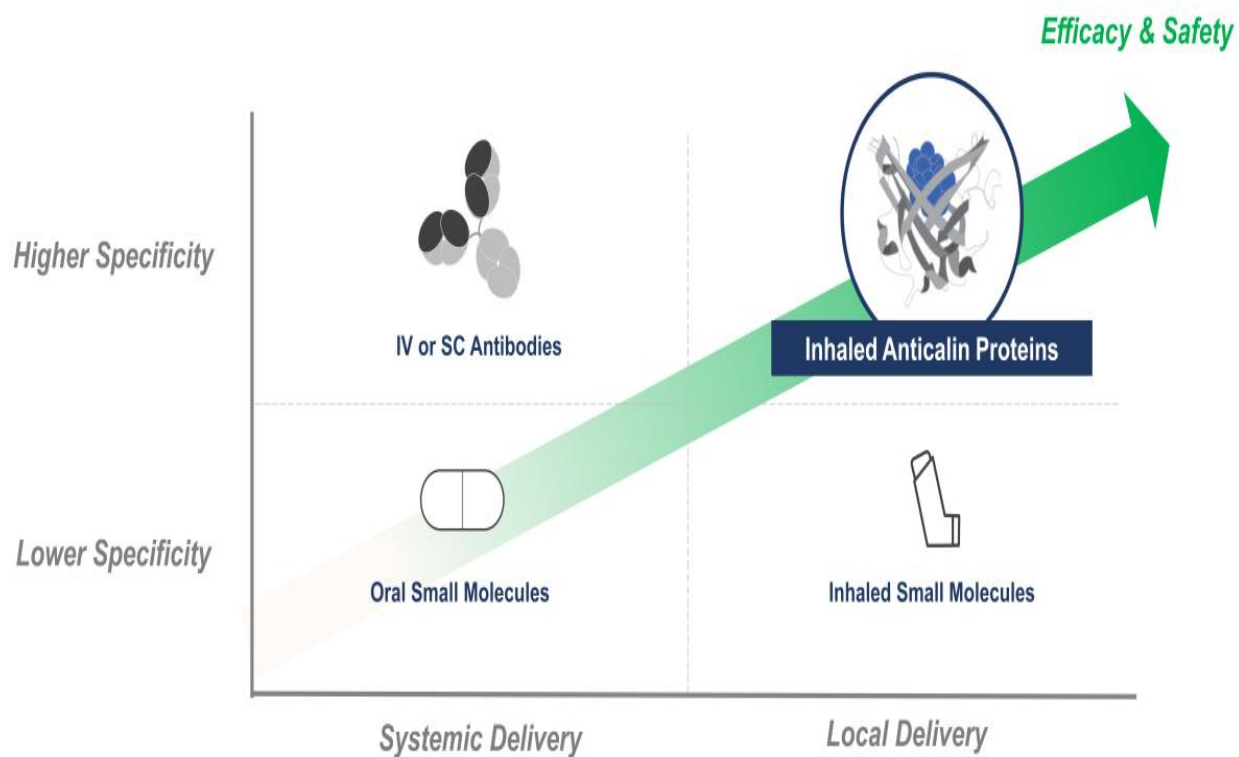 Efficacy & Safety
Higher Specificity
IV or SC Antibodies
Inhaled Anticalin Proteins
Lower Specificity
Oral Small Molecules
Inhaled Small Molecules
Systemic Delivery
Local Delivery